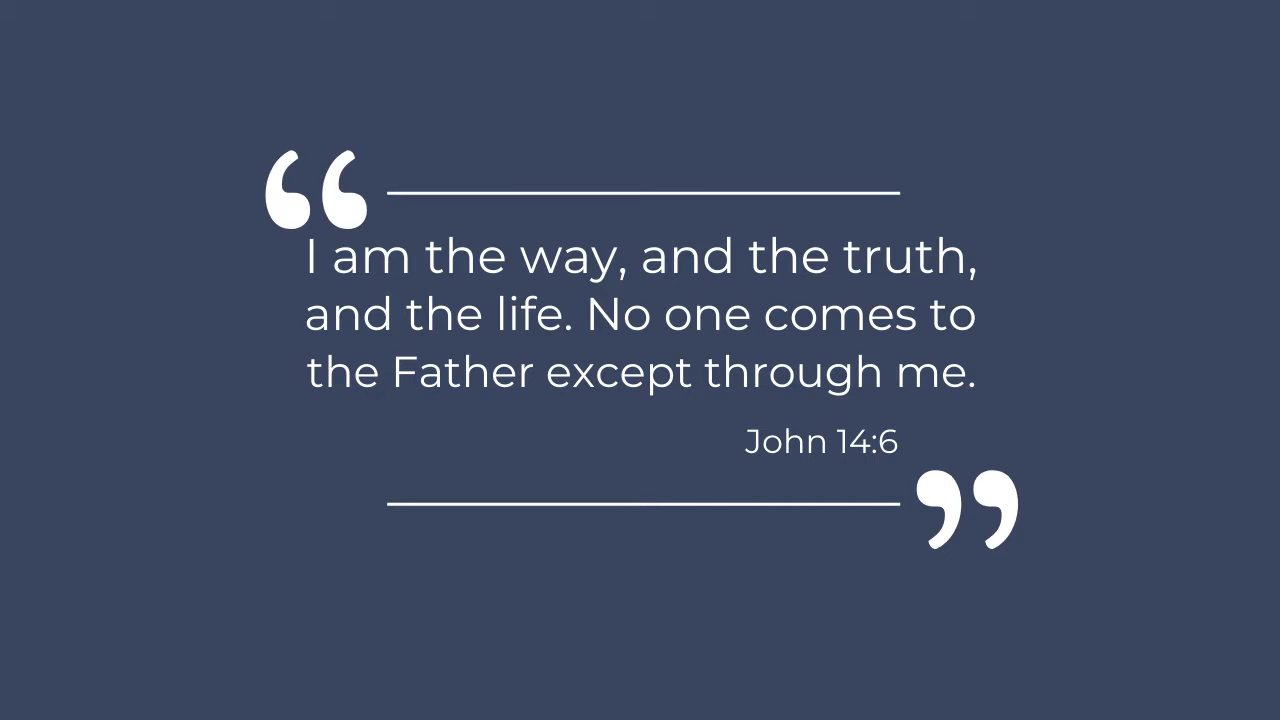 “
I am the way, and the truth,
and the life. No one comes to
the Father except through me.
John 14:6
”